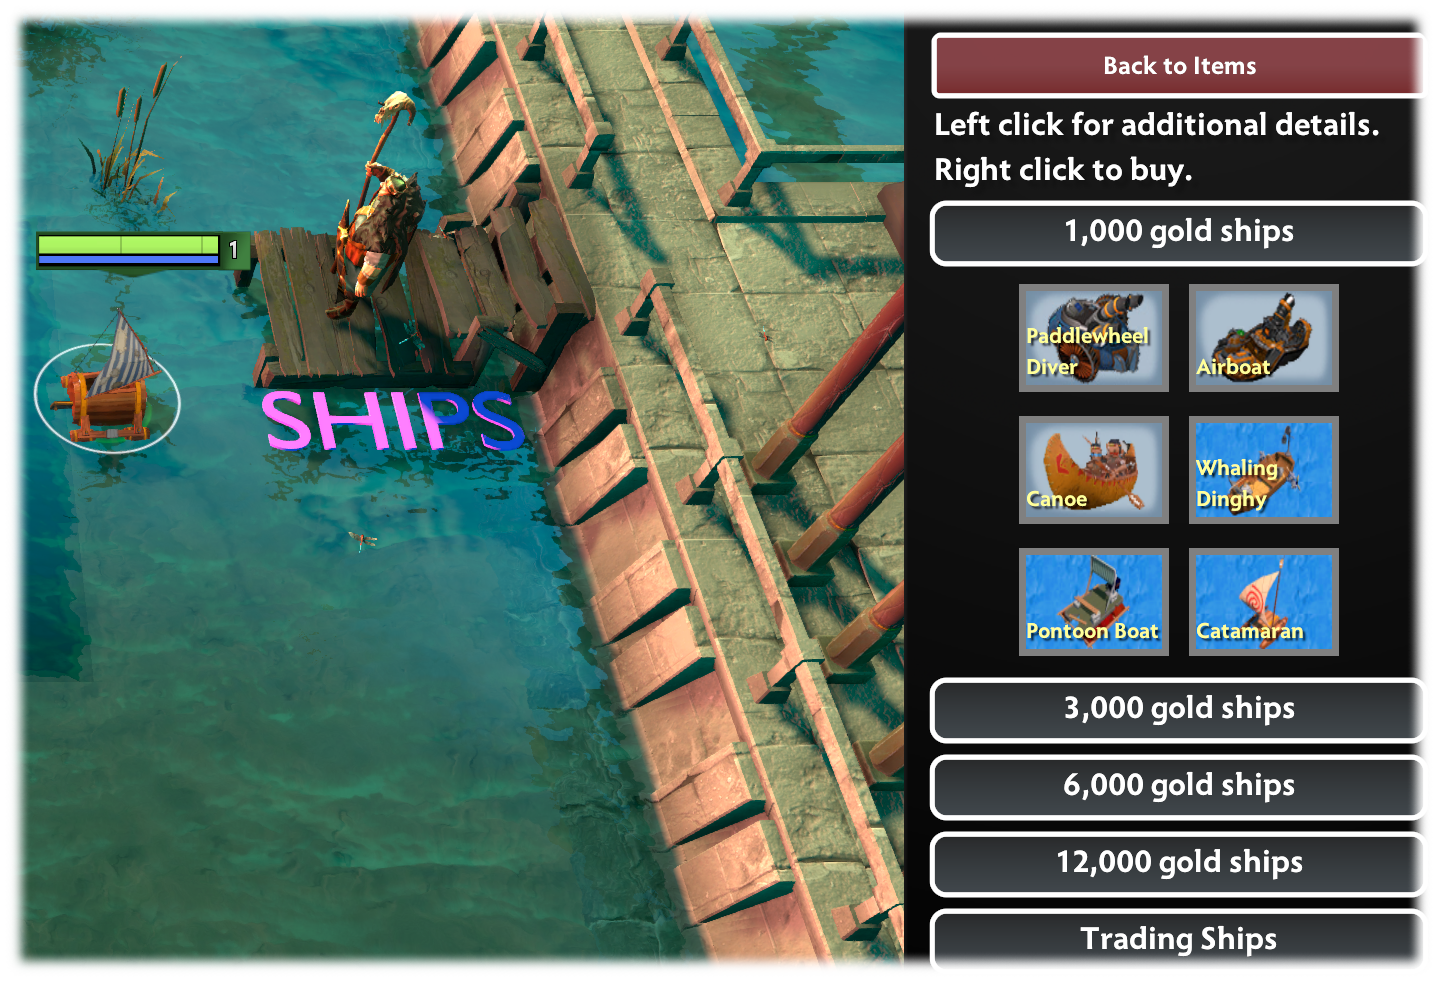 1
SHIPS
Back to Items
Left click for additional details.
Right click to buy.
1,000 gold ships
Paddlewheel
Diver
Airboat
Canoe
Whaling
Dinghy
Pontoon Boat
Catamaran
3,000 gold ships
6,000 gold ships
12,000 gold ships
Trading Ships